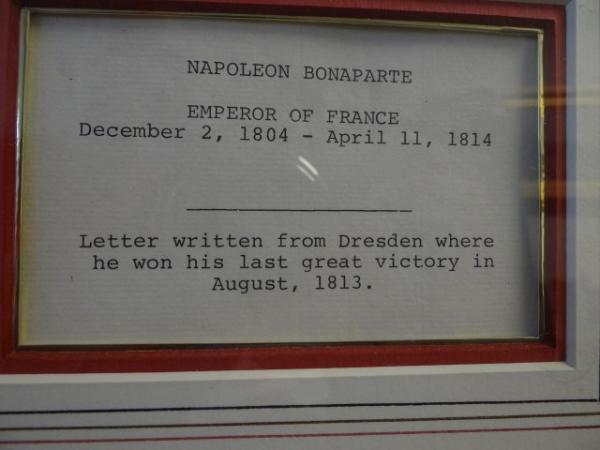 NAPOLEON BONAPARTE
EMPEROR OF FRANCE
December 2, 1804 - April 11, 1814
Letter written from Dresden where
he won his last great victory in
August, 1813.